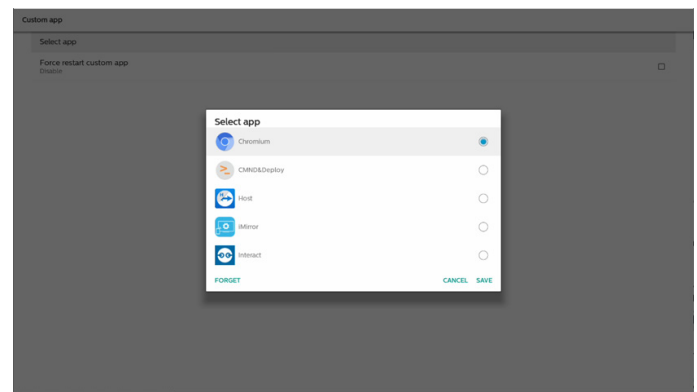 Custom app
Select app
Force restart custom app
Disable
Select app
Chromium
CMND&Deploy
Host
iMirror
Interact
FORGET
CANCEL SAVE